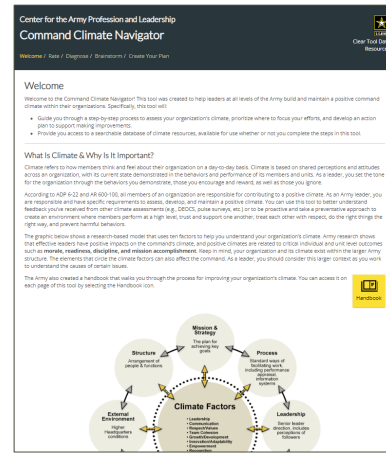 Center for the Army Profession and Leadership
Command Climate Navigator
Welcome / Rate / Diagnose / Brainstorm / Create Your Plan
Clear Tool Da
Resource
Welcome
Welcome to the Command Climate Navigator! This tool was created to help leaders at all levels of the Army build and maintain a positive command
climate within their organizations. Specifically, this tool will:
• Guide you through a step-by-step process to assess your organization's climate, prioritize where to focus your efforts, and develop an action
plan to support making improvements.
• Provide you access to a searchable database of climate resources, available for use whether or not you complete the steps in this tool.
What Is Climate & Why Is It Important?
Climate refers to how members think and feel about their organization on a day-to-day basis. Climate is based on shared perceptions and attitudes
across an organization, with its current state demonstrated in the behaviors and performance of its members and units. As a leader, you set the tone
for the organization through the behaviors you demonstrate, those you encourage and reward, as well as those you ignore.
According to ADP 6-22 and AR 600-100, all members of an organization are responsible for contributing to a positive climate. As an Army leader, you
are responsible and have specific requirements to assess, develop, and maintain a positive climate. You can use this tool to better understand
feedback you've received from other climate assessments (e.g., DEOCS, pulse surveys, etc.) or to be proactive and take a preventative approach to
create an environment where members perform at a high level, trust and support one another, treat each other with respect, do the right things the
right way, and prevent harmful behaviors.
The graphic below shows a research-based model that uses ten factors to help you understand your organization's climate. Army research shows
that effective leaders have positive impacts on the command's climate, and positive climates are related to critical individual and unit level outcomes
such as morale, readiness, discipline, and mission accomplishment. Keep in mind, your organization and its climate exist within the larger Army
structure. The elements that circle the climate factors can also affect the command. As a leader, you should consider this larger context as you work
to understand the causes of certain issues.
The Army also created a handbook that walks you through the process for improving your organization's climate. You can access it on
each page of this tool by selecting the Handbook icon.
Handbook
Mission &
Strategy
The plan for
achieving key
goals
Structure
Arrangement of
people & functions
Process
Standard ways of
facilitating work,
including performance
appraisal,
information
systems
External
Environment
Higher
Headquarters
conditions
Climate Factors
• Leadership
• Communication
• Respect/Values
• Team Cohesion
• Growth/Development
• Innovation/Adaptability
• Empowerment
• Recognition
Leadership
Senior leader
direction, includes
perceptions of
followers